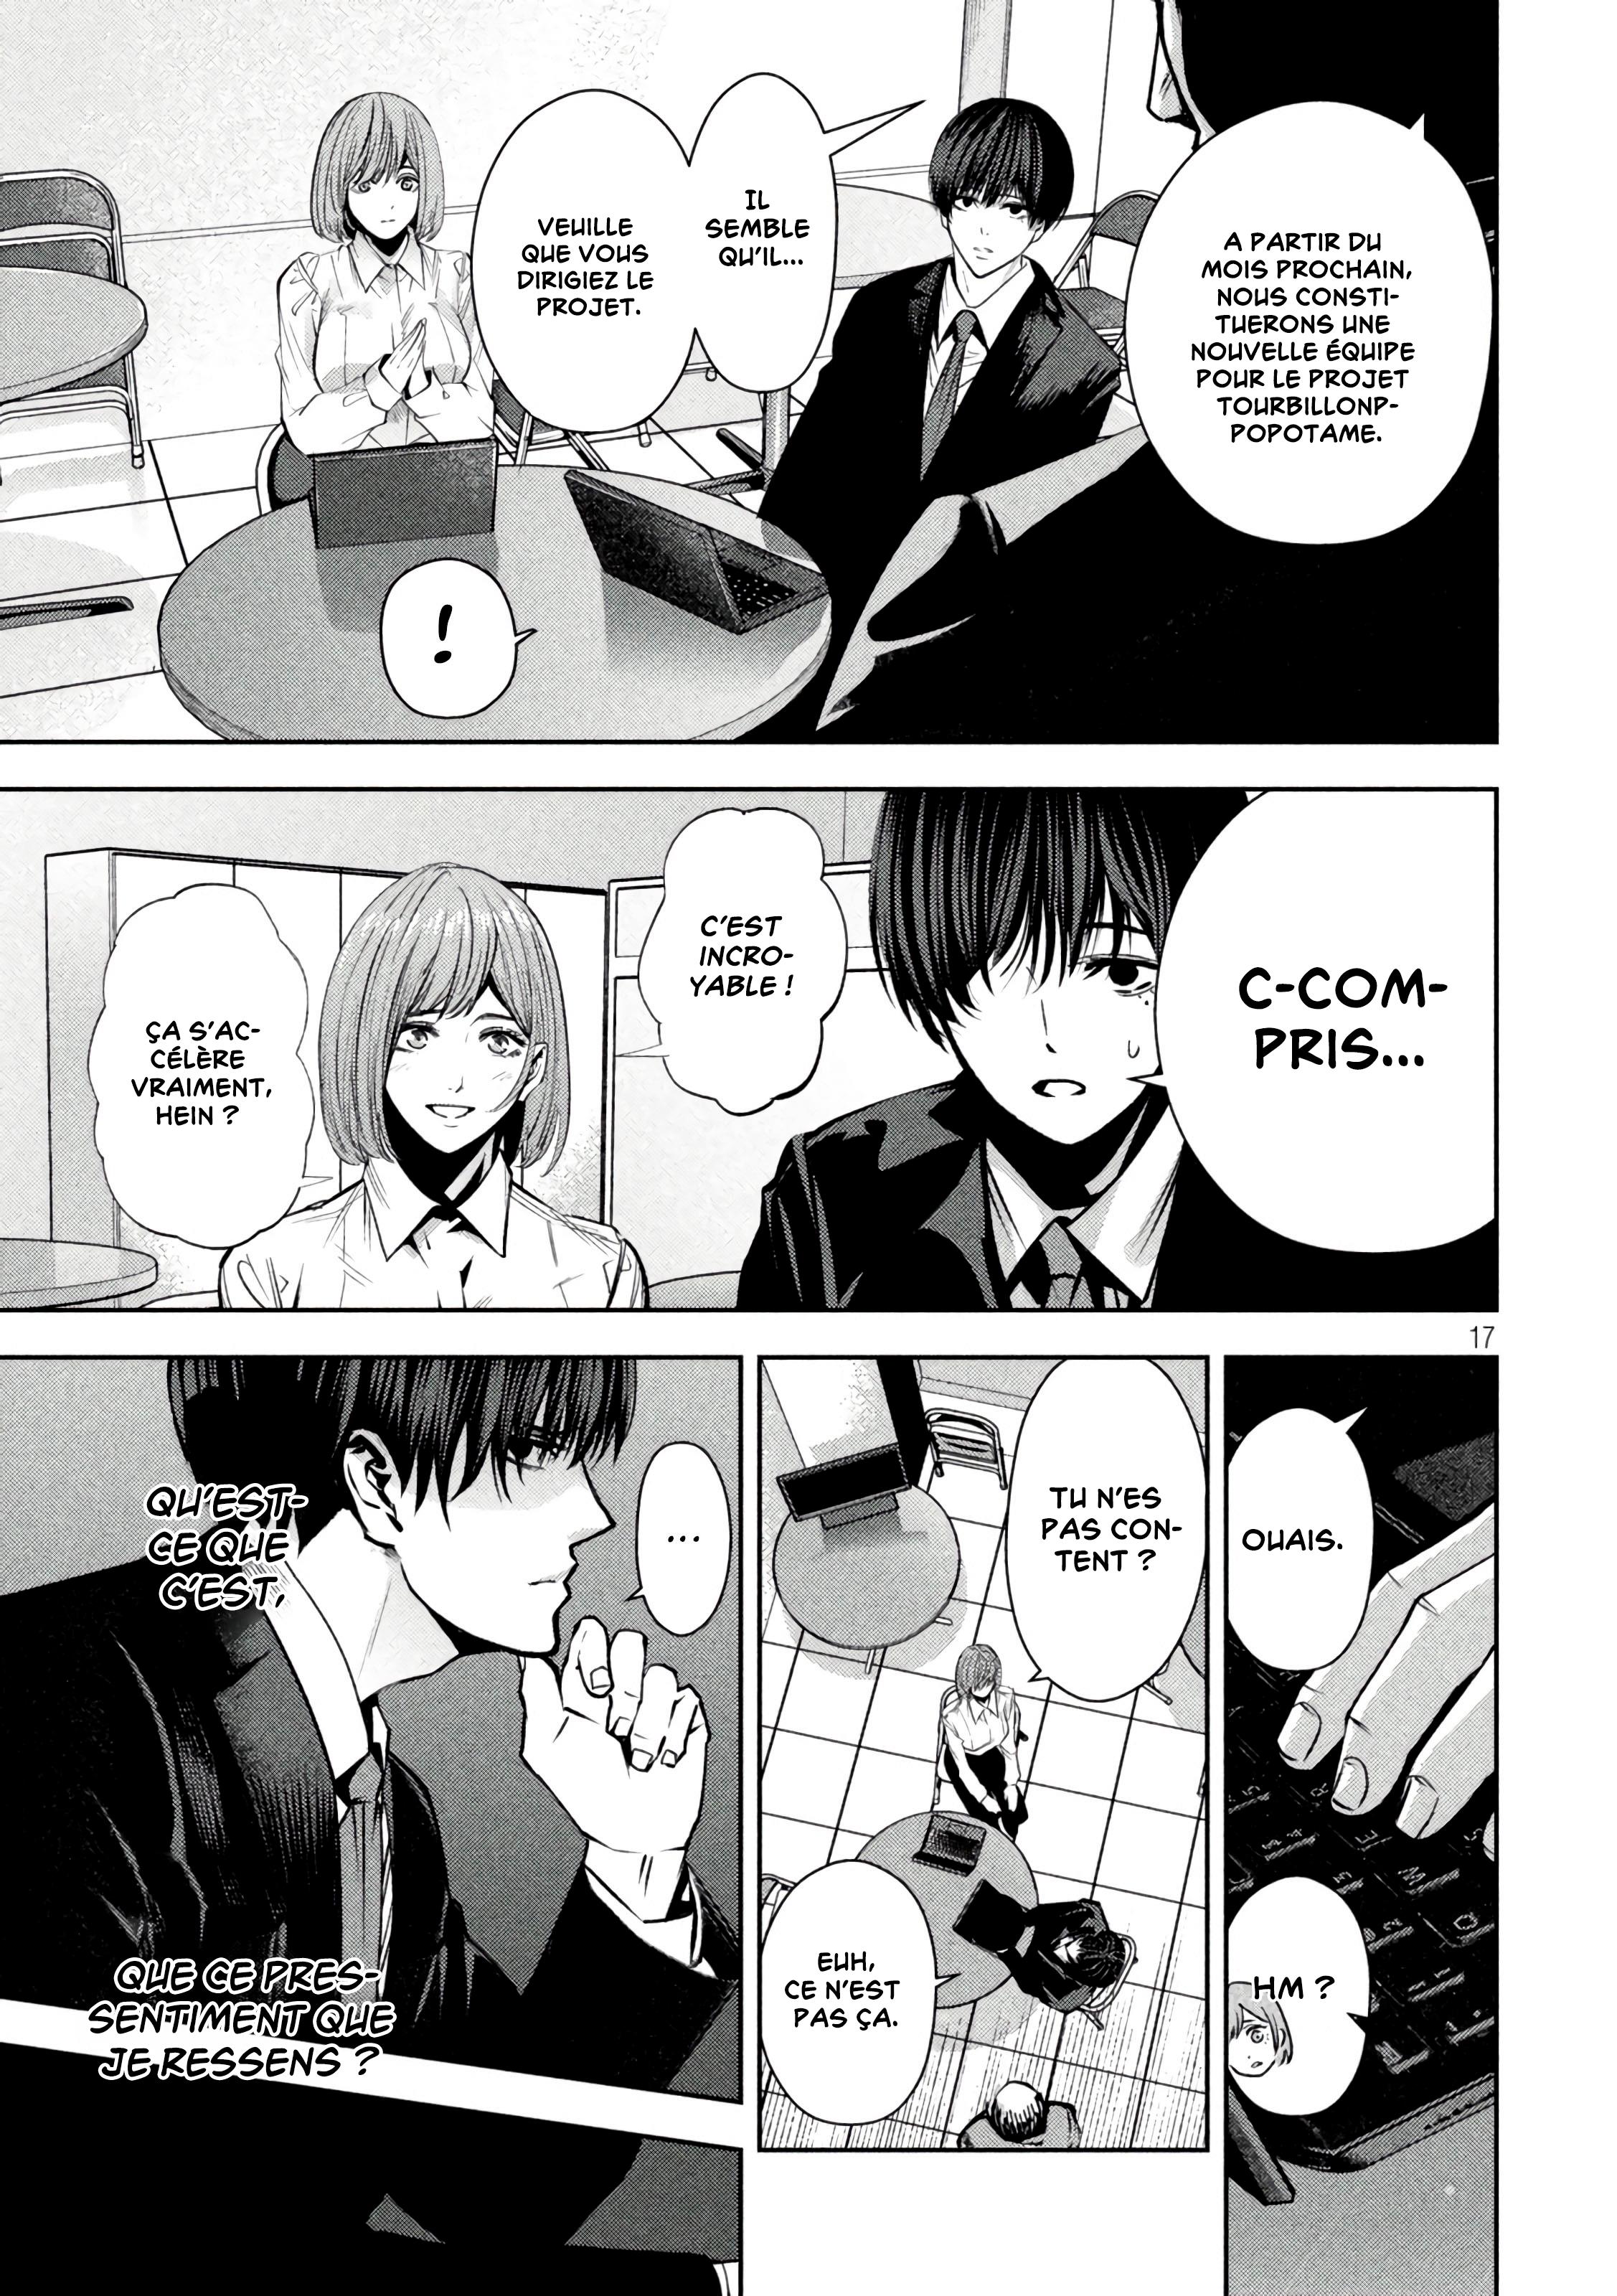 A PARTIR DU
MOIS PROCHAIN,
NOUS CONSTI-
TUERONS UNE
NOUVELLE ÉQUIPE
POUR LE PROJET
TOURBILLONP-
POPOTAME.
IL
SEMBLE
QU'IL...
VEUILLE
QUE VOUS
DIRIGIEZ LE
PROJET.
!
C-COM-
PRIS...
C'EST
INCRO-
YABLE !
ÇA S'AC-
CÉLÈRE
VRAIMENT,
HEIN ?
17
OUAIS.
HM ?
TU N'ES
PAS CON-
TENT ?
EUH,
CE N'EST
PAS ÇA.
...
QU'EST-
CE QUE
C'EST,
QUE CE PRES-
SENTIMENT QUE
JE RESSENS ?